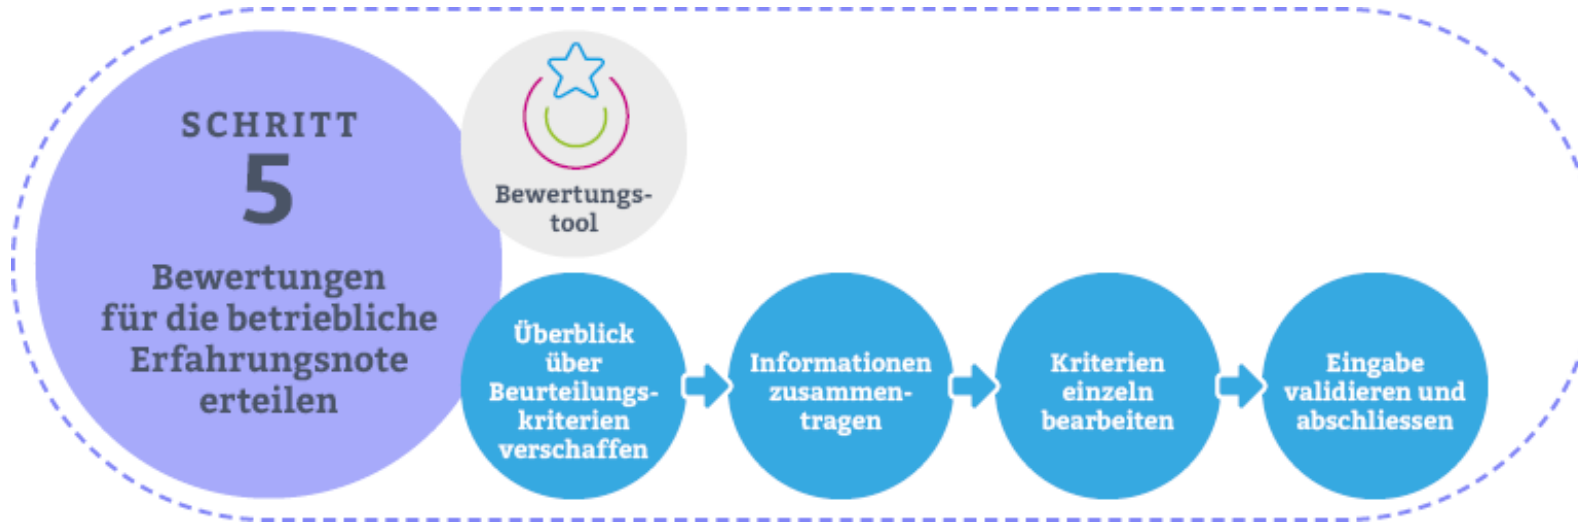 SCHRITT
5
Bewertungen
für die betriebliche
Erfahrungsnote
erteilen
Bewertungs-
tool
Überblick
über
Beurteilungs-
kriterien
verschaffen
Informationen
zusammen-
tragen
Kriterien
einzeln
bearbeiten
Eingabe
validieren und
abschliessen